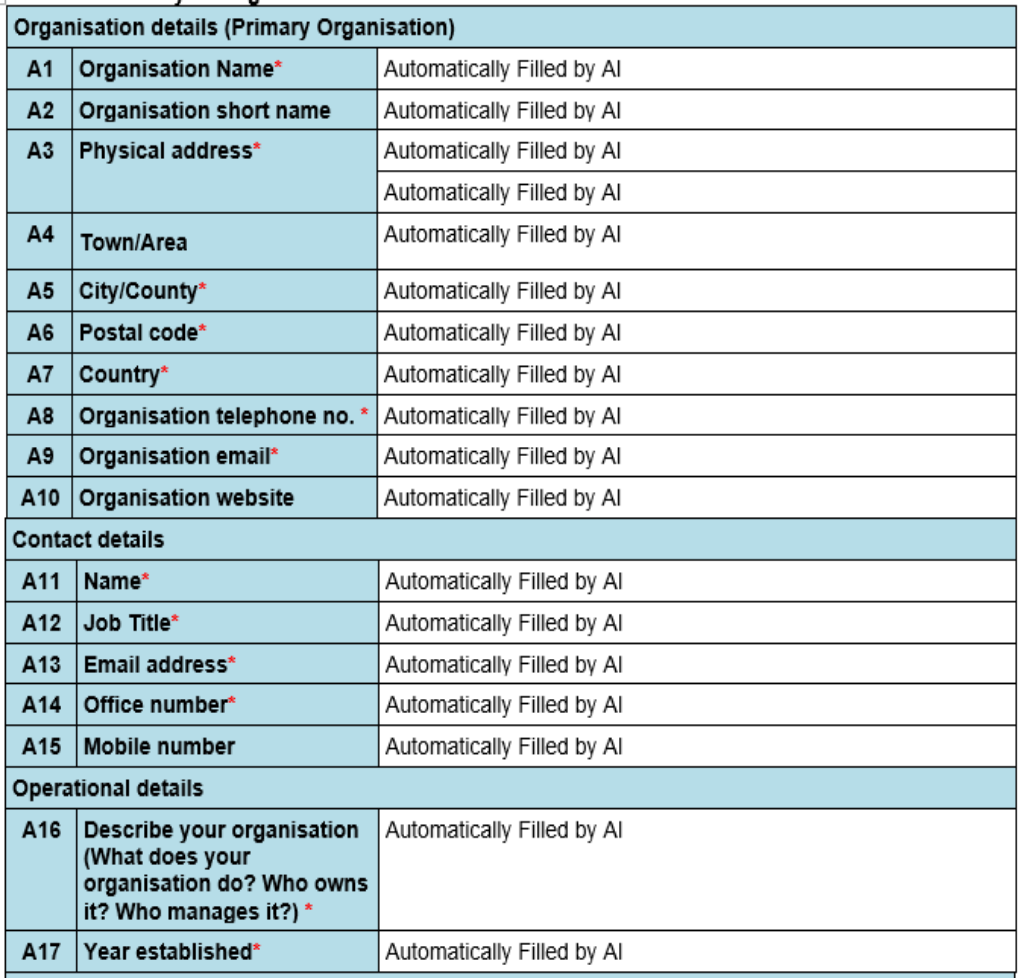 Organisation details (Primary Organisation)
A1 Organisation Name* Automatically Filled by AI
A2 Organisation short name Automatically Filled by AI
A3 Physical address* Automatically Filled by AI
Automatically Filled by AI
A4 Town/Area Automatically Filled by AI
A5 City/County* Automatically Filled by AI
A6 Postal code* Automatically Filled by AI
A7 Country* Automatically Filled by AI
A8 Organisation telephone no. * Automatically Filled by AI
A9 Organisation email* Automatically Filled by AI
A10 Organisation website Automatically Filled by AI
Contact details
A11 Name* Automatically Filled by AI
A12 Job Title* Automatically Filled by AI
A13 Email address* Automatically Filled by AI
A14 Office number* Automatically Filled by AI
A15 Mobile number Automatically Filled by AI
Operational details
A16 Describe your organisation Automatically Filled by AI
(What does your
organisation do? Who owns
it? Who manages it?) *
A17 Year established* Automatically Filled by AI